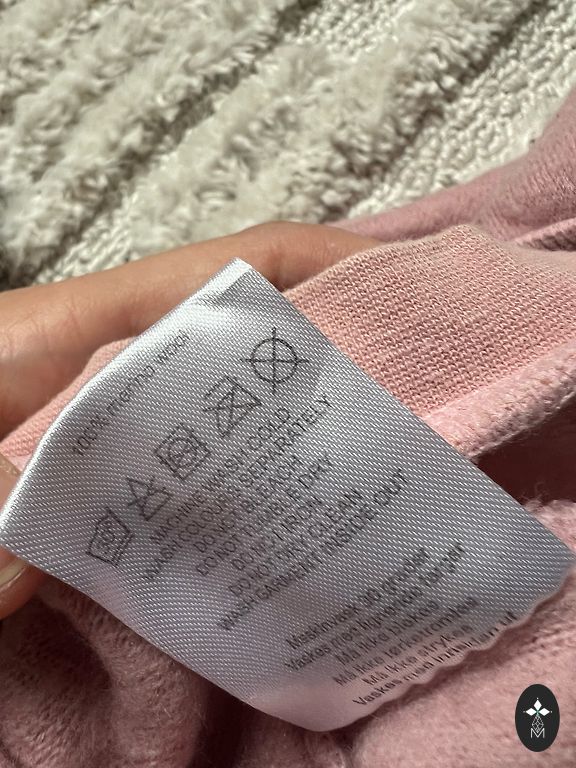 100% merino wool
30°
MACHINE WASH COLD
WASH COLOURS SEPARATELY
DO NOT BLEACH
DO NOT TUMBLE DRY
DO NOT IRON
DO NOT DRY CLEAN
WASH GARMENT INSIDE OUT
Maskinvask 30 grader
Vaskes med lignende farger
Må ikke blekes
Må ikke tørketromles
Må ikke strykes
Vaskes med innsiden ut
M